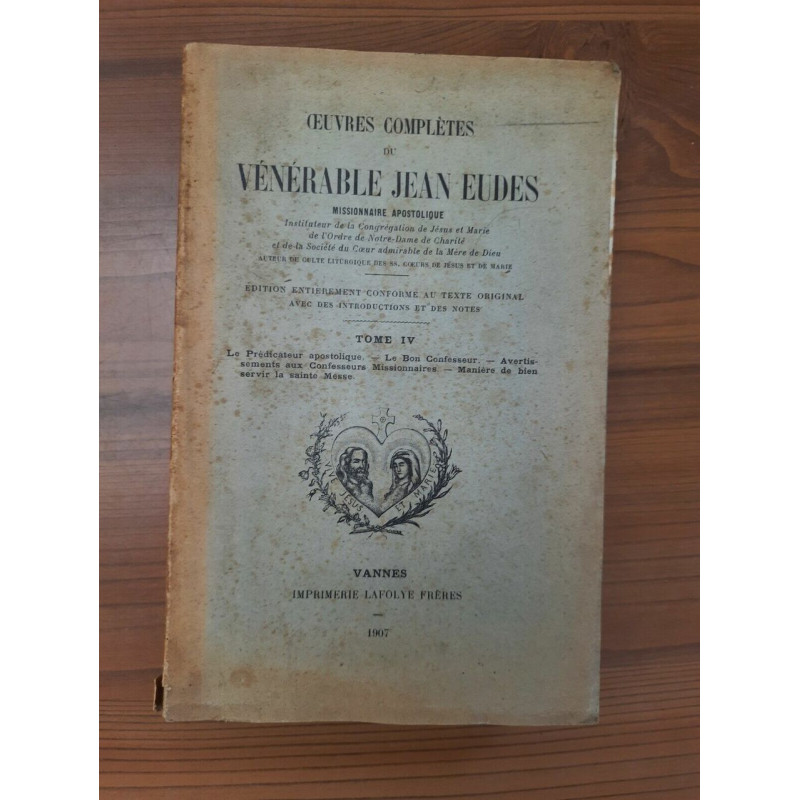 ŒUVRES COMPLÈTES
DU
VÉNÉRABLE JEAN EUDES
MISSIONNAIRE APOSTOLIQUE
Instituteur de la Congrégation de Jésus et Marie
de l'Ordre de Notre-Dame de Charité
et de la Société du Cœur admirable de la Mère de Dieu
AUTEUR DU CULTE LITURGIQUE DES SS. CŒURS DE JÉSUS ET DE MARIE
ÉDITION ENTIÈREMENT CONFORME AU TEXTE ORIGINAL
AVEC DES INTRODUCTIONS ET DES NOTES
TOME IV
Le Prédicateur apostolique. — Le Bon Confesseur. — Avertis-
sements aux Confesseurs Missionnaires — Manière de bien
servir la sainte Messe.
VIVE JÉSUS ET MARIE
VANNES
IMPRIMERIE LAFOLYE FRÈRES
1907